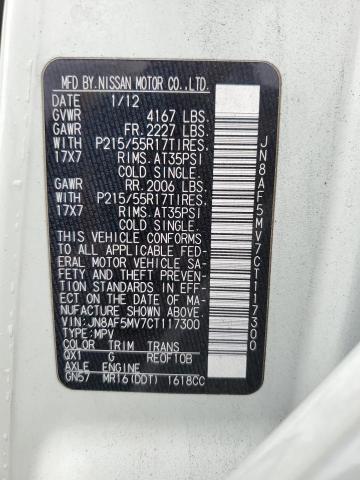 MFD BY. NISSAN MOTOR CO., LTD.
DATE 1/12
GVWR 4167 LBS.
GAWR FR. 2227 LBS.
WITH P215/55R17TIRES.
17X7 RIMS. AT35PSI
COLD SINGLE.
GAWR RR. 2006 LBS.
WITH P215/55R17TIRES.
17X7 RIMS. AT35PSI
COLD SINGLE.
THIS VEHICLE CONFORMS
TO ALL APPLICABLE FED-
ERAL MOTOR VEHICLE SA-
FETY AND THEFT PREVEN-
TION STANDARDS IN EFF-
ECT ON THE DATE OF MA-
NUFACTURE SHOWN ABOVE.
VIN: JN8AF5MV7CT117300
TYPE: MPV
COLOR TRIM TRANS
QX1 G RE0F10B
AXLE ENGINE
GN57 MR16(DDT) 1618CC
JN8AF5MV7CT117300